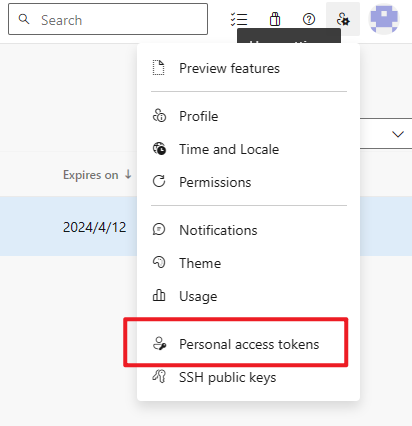 Search
Preview features
Profile
Time and Locale
Expires on
Permissions
2024/4/12
Notifications
Theme
Usage
Personal access tokens
SSH public keys